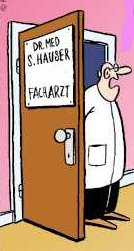 DR. MED
S. HAUSER
FACHARZT